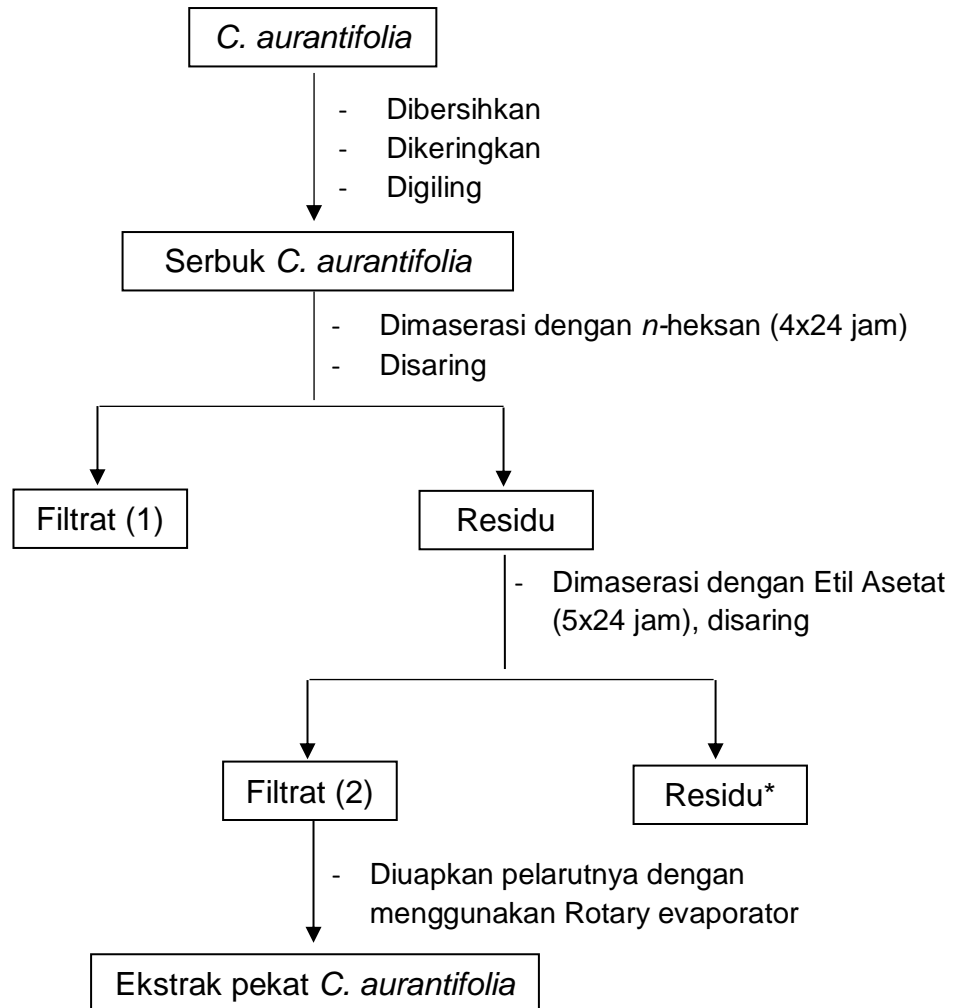 C. aurantifolia
- Dibersihkan
- Dikeringkan
- Digiling
Serbuk C. aurantifolia
- Dimaserasi dengan n-heksan (4x24 jam)
- Disaring
Filtrat (1)
Residu
- Dimaserasi dengan Etil Asetat
(5x24 jam), disaring
Filtrat (2)
Residu*
- Diuapkan pelarutnya dengan
menggunakan Rotary evaporator
Ekstrak pekat C. aurantifolia